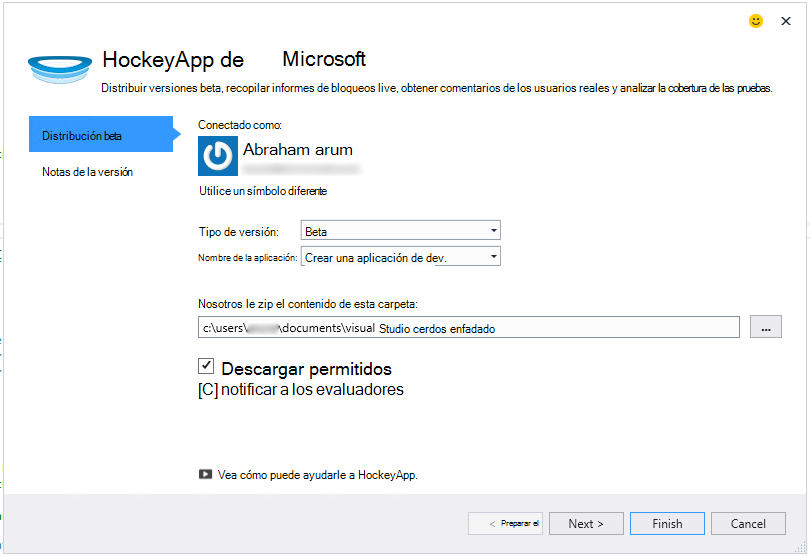 HockeyApp de Microsoft
Distribuir versiones beta, recopilar informes de bloqueos live, obtener comentarios de los usuarios reales y analizar la cobertura de las pruebas.
Distribución beta
Notas de la versión
Conectado como:
Abraham arum
Utilice un símbolo diferente
Tipo de versión: Beta
Nombre de la aplicación: Crear una aplicación de dev.
Nosotros le zip el contenido de esta carpeta:
c:\users\ \documents\visual Studio cerdos enfadado
...
Descargar permitidos
[C] notificar a los evaluadores
Vea cómo puede ayudarle a HockeyApp.
< Preparar el Next > Finish Cancel